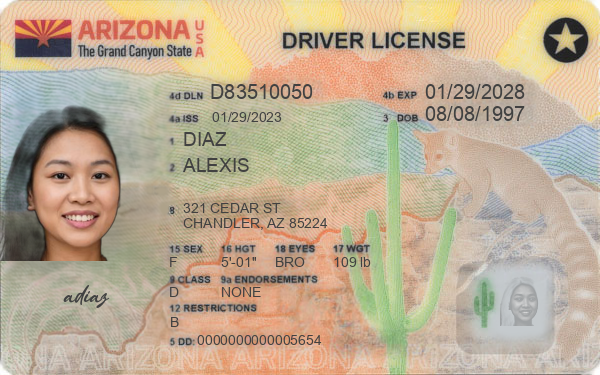 ARIZONA USA
The Grand Canyon State
DRIVER LICENSE
4d DLN D83510050
4b EXP 01/29/2028
4a ISS 01/29/2023
3 DOB 08/08/1997
1 DIAZ
2 ALEXIS
8 321 CEDAR ST
CHANDLER, AZ 85224
15 SEX 16 HGT 18 EYES 17 WGT
F 5'-01" BRO 109 lb
9 CLASS 9a ENDORSEMENTS
D NONE
12 RESTRICTIONS
B
5 DD: 0000000000005654
adiaz
ARIZONA ARIZONA ARIZONA ARIZONA